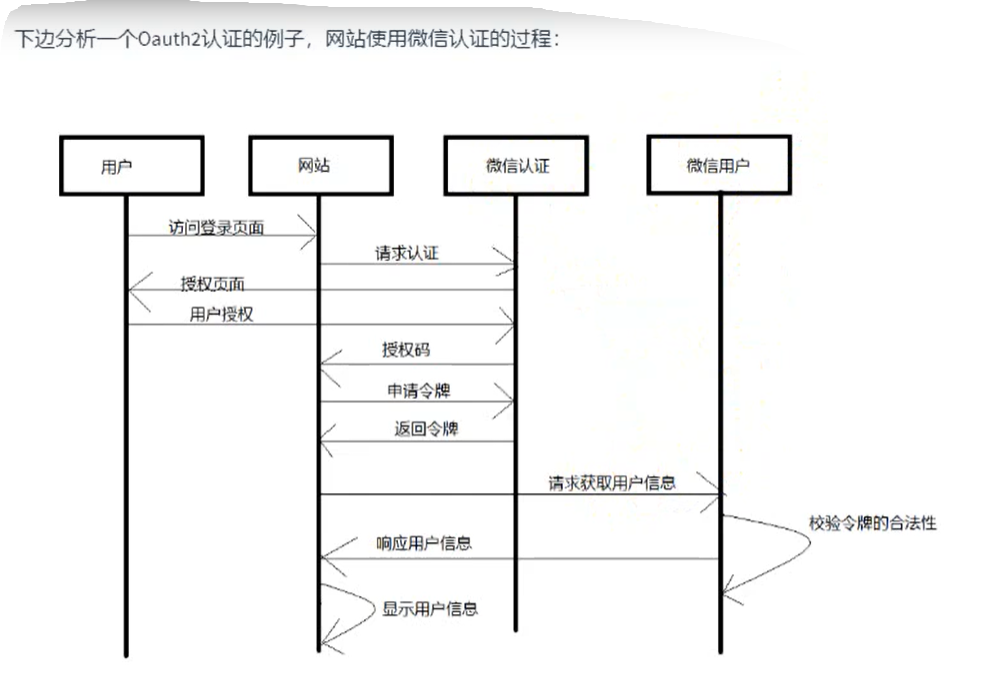 下边分析一个Oauth2认证的例子，网站使用微信认证的过程：
用户
网站
微信认证
微信用户
访问登录页面
请求认证
授权页面
用户授权
授权码
申请令牌
返回令牌
请求获取用户信息
校验令牌的合法性
响应用户信息
显示用户信息